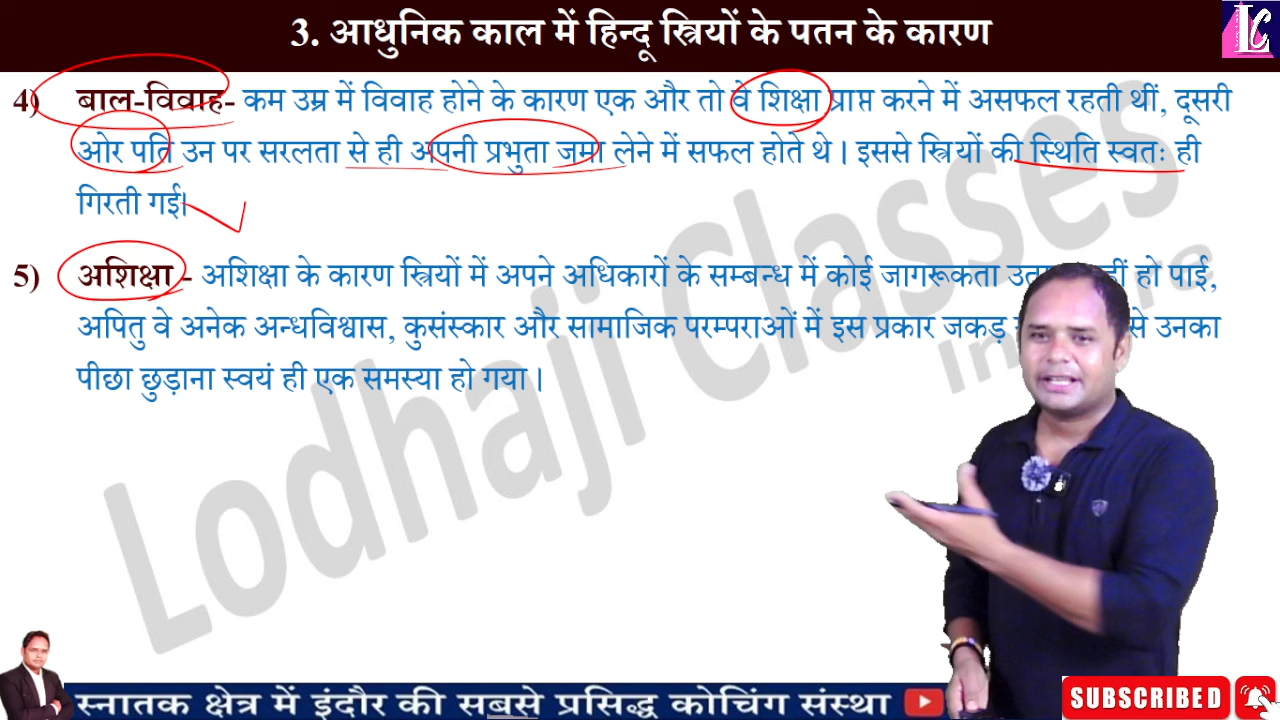 3. आधुनिक काल में हिन्दू स्त्रियों के पतन के कारण
LC
4) बाल-विवाह- कम उम्र में विवाह होने के कारण एक और तो वे शिक्षा प्राप्त करने में असफल रहती थीं, दूसरी
ओर पति उन पर सरलता से ही अपनी प्रभुता जमा लेने में सफल होते थे । इससे स्त्रियों की स्थिति स्वतः ही
गिरती गई।
5) अशिक्षा - अशिक्षा के कारण स्त्रियों में अपने अधिकारों के सम्बन्ध में कोई जागरूकता हो पाई,
अपितु वे अनेक अन्धविश्वास, कुसंस्कार और सामाजिक परम्पराओं में इस प्रकार जकड़ से उनका
पीछा छुड़ाना स्वयं ही एक समस्या हो गया ।
Lodhaji Classes
स्नातक क्षेत्र में इंदौर की सबसे प्रसिद्ध कोचिंग संस्था
SUBSCRIBED